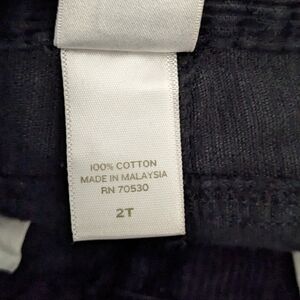 100% COTTON
MADE IN MALAYSIA
RN 70530
2T